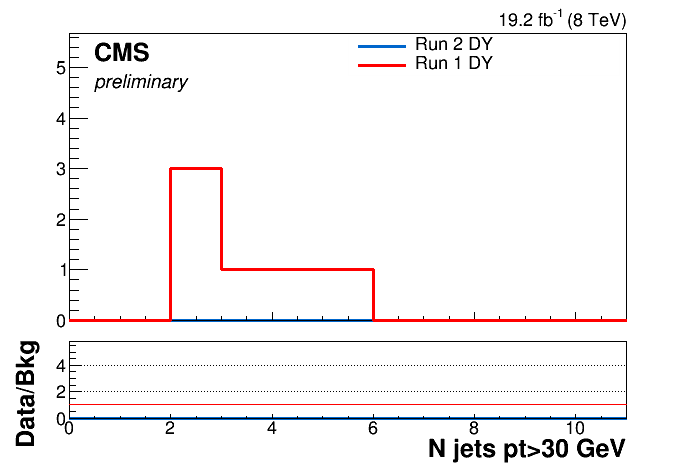 19.2 fb-1 (8 TeV)
CMS
preliminary
Run 2 DY
Run 1 DY
5
4
3
2
1
0
Data/Bkg
4
2
0
0 2 4 6 8 10
N jets pt>30 GeV